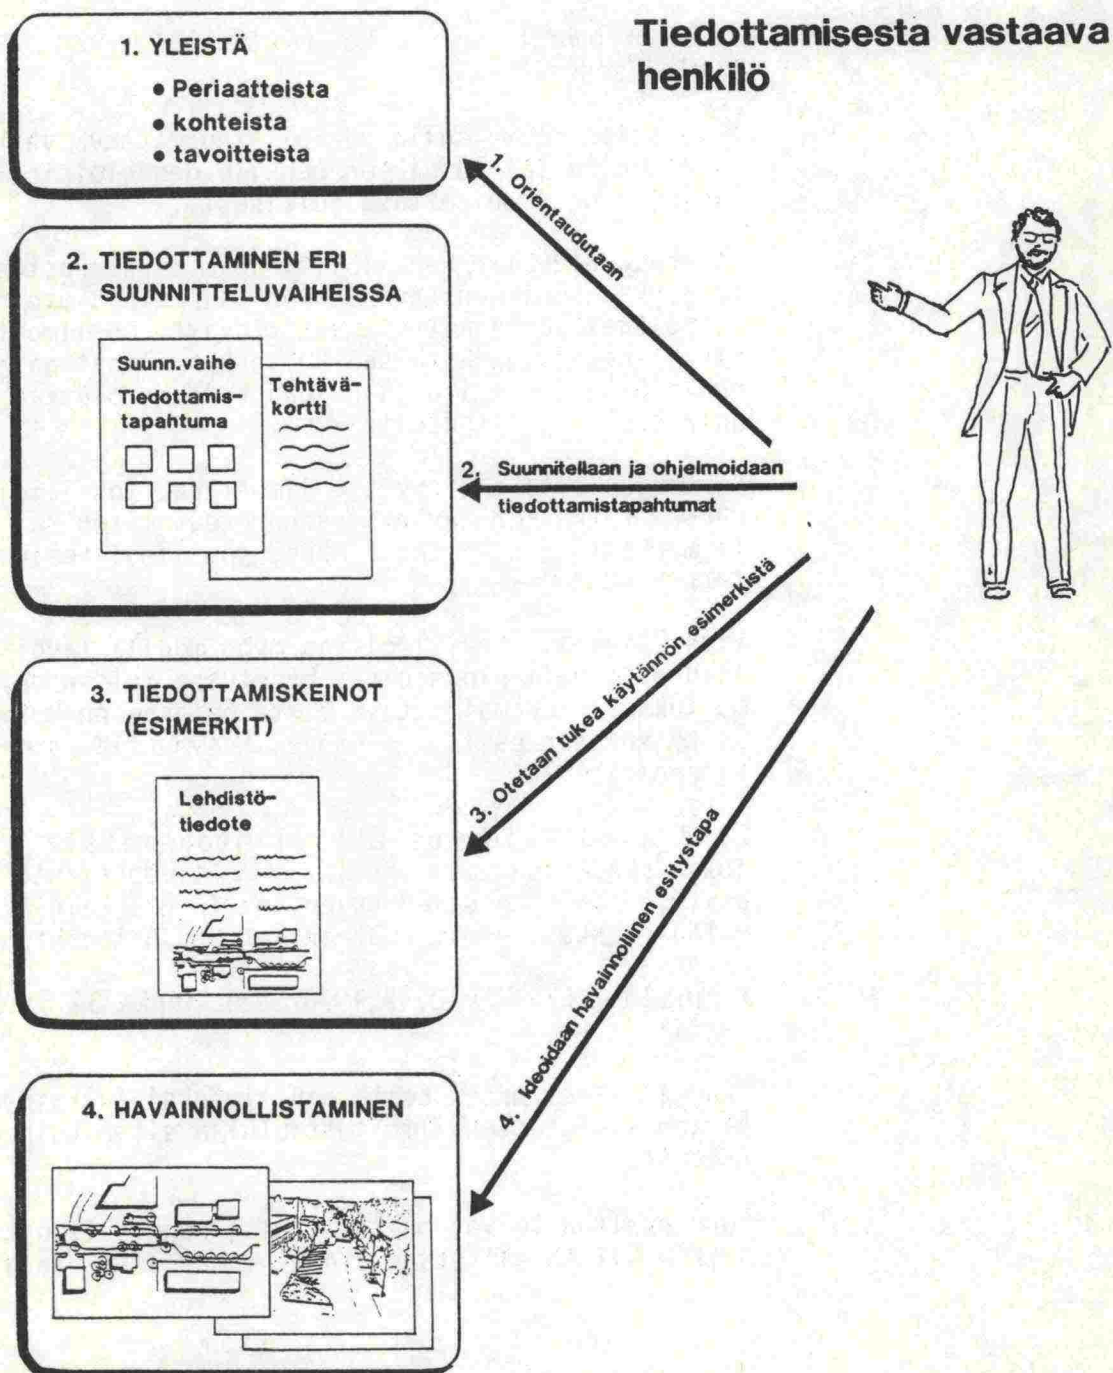 Tiedottamisesta vastaava
henkilö
1. YLEISTÄ
• Periaatteista
• kohteista
• tavoitteista
1. Orientaudutaan
2. TIEDOTTAMINEN ERI
SUUNNITTELUVAIHEISSA
Suunn.vaihe
Tiedottamis-
tapahtuma
Tehtävä-
kortti
2. Suunnitellaan ja ohjelmoidaan
tiedottamistapahtumat
3. TIEDOTTAMISKEINOT
(ESIMERKIT)
Lehdistö-
tiedote
3. Otetaan tukea käytännön esimerkistä
4. HAVAINNOLLISTAMINEN
4. Ideoidaan havainnollinen esitystapa